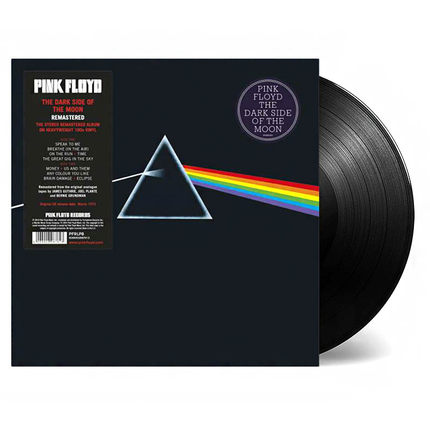 PINK FLOYD
THE DARK SIDE OF
THE MOON
REMASTERED
THE STEREO REMASTERED ALBUM
ON HEAVYWEIGHT 180g VINYL
SPEAK TO ME
BREATHE (IN THE AIR)
ON THE RUN - TIME
THE GREAT GIG IN THE SKY
MONEY - US AND THEM
ANY COLOUR YOU LIKE
BRAIN DAMAGE - ECLIPSE
Remastered from the original analogue
tapes by JAMES GUTHRIE, JOEL PLANTE
and BERNIE GRUNDMAN
PINK FLOYD RECORDS
PFRLP8
PINK
FLOYD
THE
DARK SIDE
OF THE
MOON